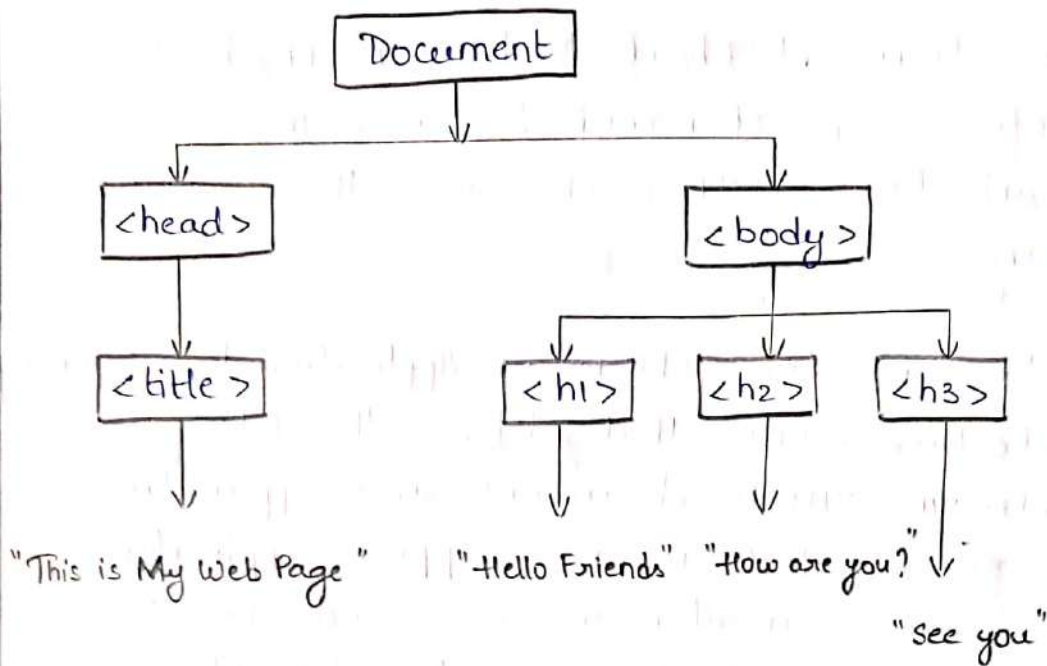 Document
<head> <body>
<title> <h1> <h2> <h3>
"This is My Web Page" "Hello Friends" "How are you?"
"See you"